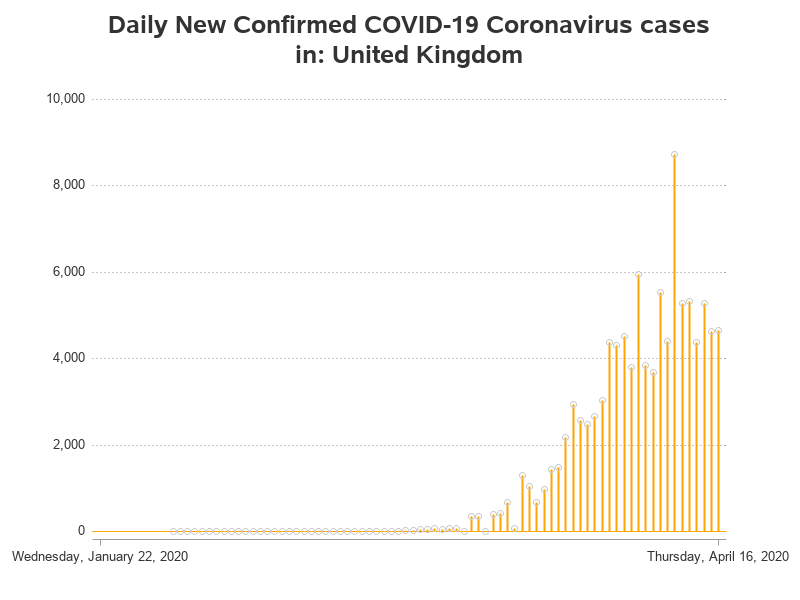 Daily New Confirmed COVID-19 Coronavirus cases
in: United Kingdom
10,000
8,000
6,000
4,000
2,000
0
Wednesday, January 22, 2020
Thursday, April 16, 2020